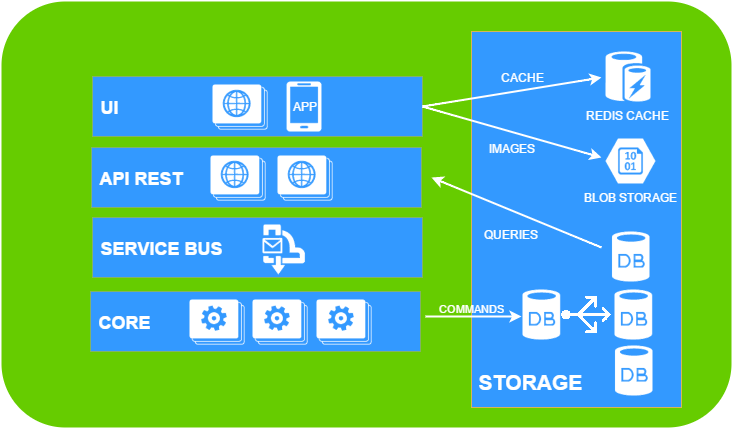 UI
APP
API REST
SERVICE BUS
CORE
CACHE
IMAGES
QUERIES
COMMANDS
REDIS CACHE
10
01
BLOB STORAGE
DB
DB
DB
DB
STORAGE